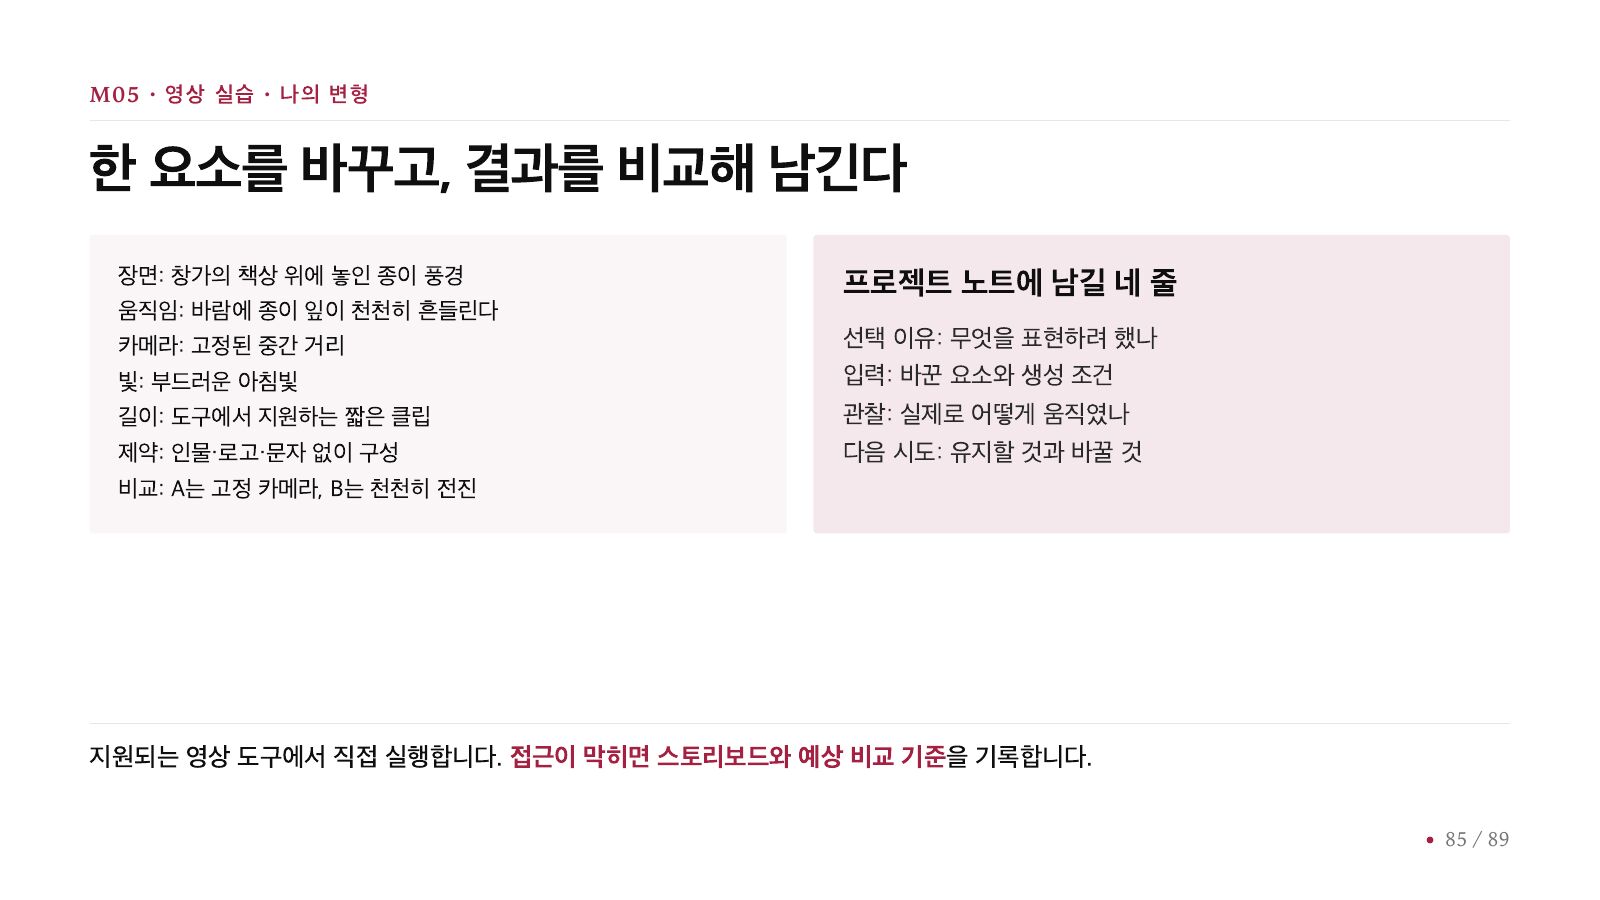 M05 · 영상 실습 · 나의 변형
한 요소를 바꾸고, 결과를 비교해 남긴다
장면: 창가의 책상 위에 놓인 종이 풍경
움직임: 바람에 종이 잎이 천천히 흔들린다
카메라: 고정된 중간 거리
빛: 부드러운 아침빛
길이: 도구에서 지원하는 짧은 클립
제약: 인물·로고·문자 없이 구성
비교: A는 고정 카메라, B는 천천히 전진
프로젝트 노트에 남길 네 줄
선택 이유: 무엇을 표현하려 했나
입력: 바꾼 요소와 생성 조건
관찰: 실제로 어떻게 움직였나
다음 시도: 유지할 것과 바꿀 것
지원되는 영상 도구에서 직접 실행합니다. 접근이 막히면 스토리보드와 예상 비교 기준을 기록합니다.
85 / 89